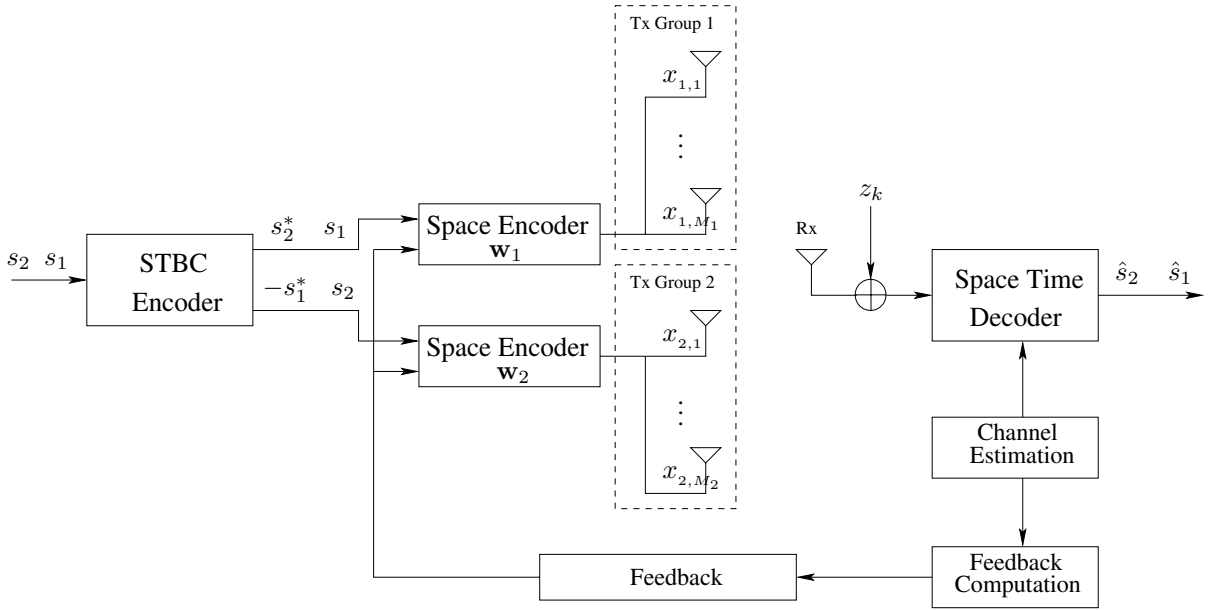 Tx Group 1
x_{1,1}
⋮
x_{1,M_1}
s_2 s_1
STBC
Encoder
s_2^* s_1
-s_1^* s_2
Space Encoder
w_1
Tx Group 2
Space Encoder
w_2
x_{2,1}
⋮
x_{2,M_2}
Rx
z_k
Space Time
Decoder
ŝ_2 ŝ_1
Channel
Estimation
Feedback
Computation
Feedback